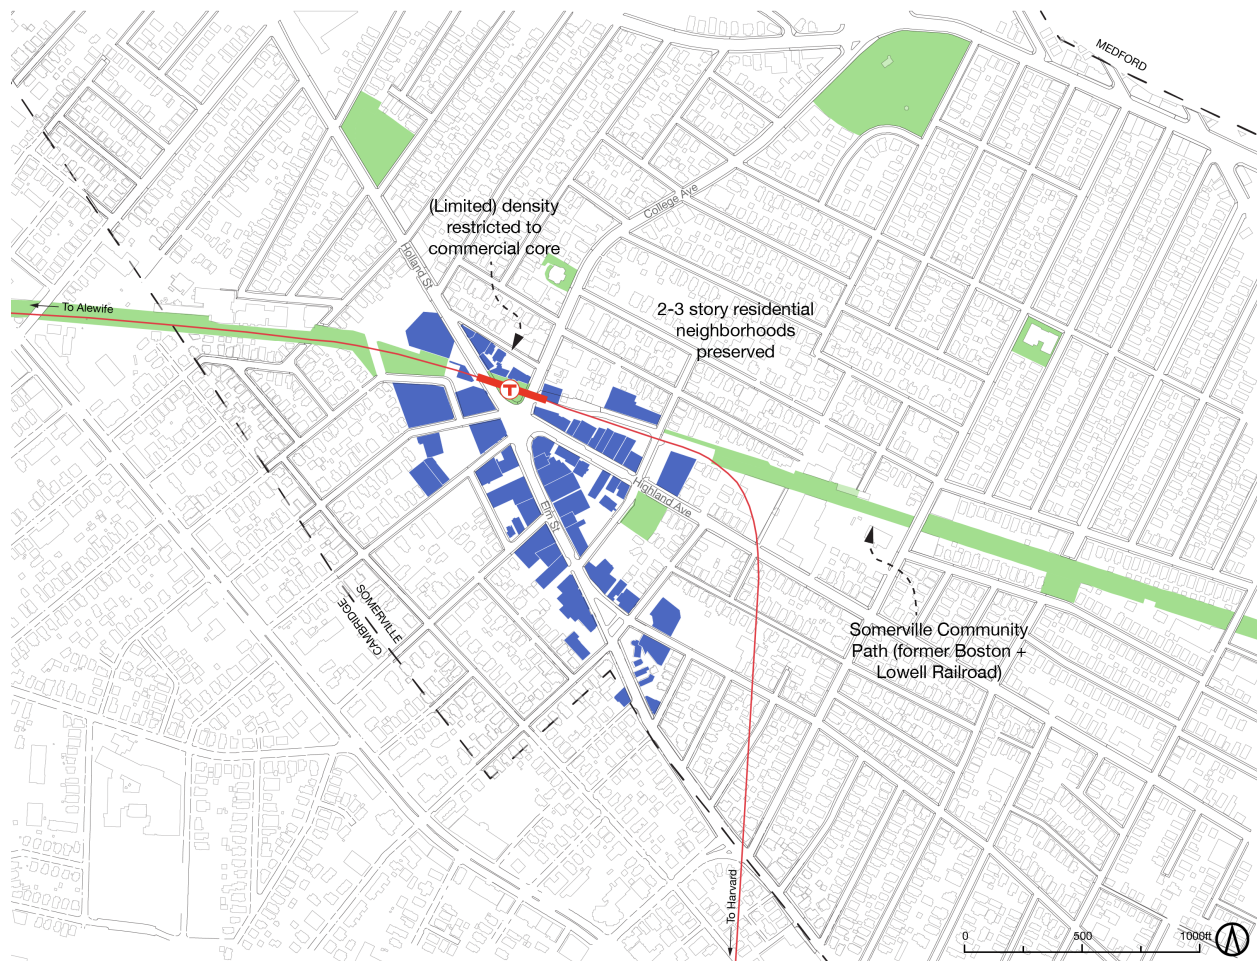 MEDFORD
(Limited) density
restricted to
commercial core
College Ave
Holland St
To Alewife
2-3 story residential
neighborhoods
preserved
T
Highland Ave
Elm St
SOMERVILLE
CAMBRIDGE
Somerville Community
Path (former Boston +
Lowell Railroad)
To Harvard
0 500 1000ft